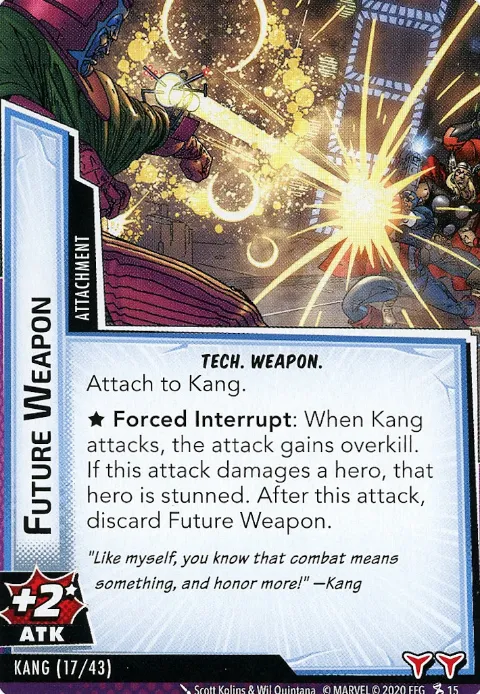 FUTURE WEAPON
ATTACHMENT
TECH. WEAPON.
Attach to Kang.
★ Forced Interrupt: When Kang
attacks, the attack gains overkill.
If this attack damages a hero, that
hero is stunned. After this attack,
discard Future Weapon.
"Like myself, you know that combat means
something, and honor more!" —Kang
+2★
ATK
KANG (17/43)
Scott Kolins & Wil Quintana © MARVEL © 2020 FFG 15